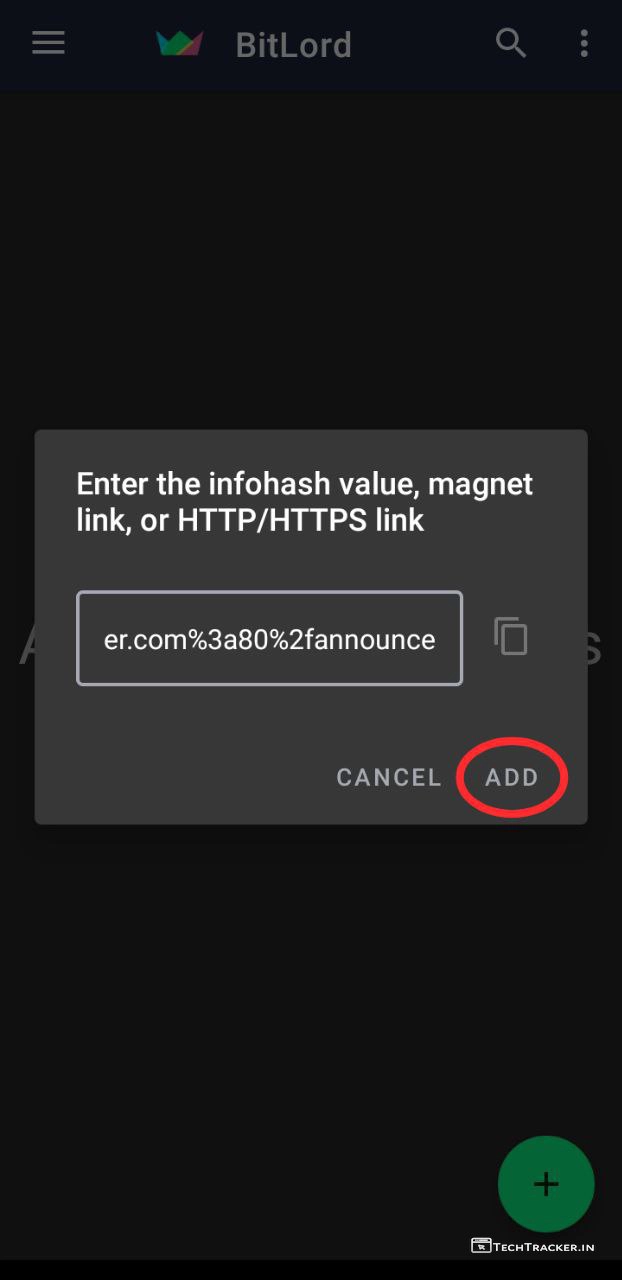 BitLord
Enter the infohash value, magnet
link, or HTTP/HTTPS link
er.com%3a80%2fannounce
CANCEL ADD
TECHTRACKER.IN